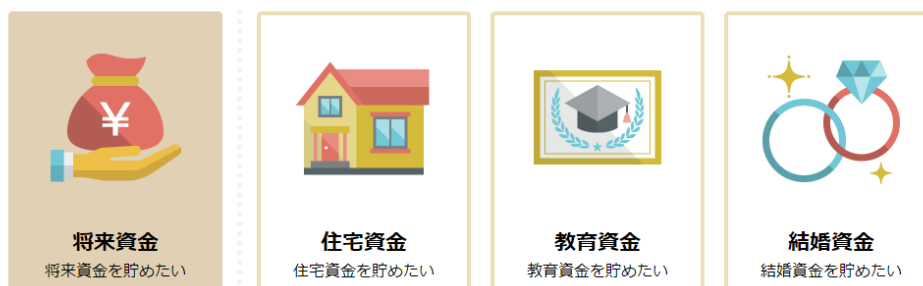 ¥
将来資金
将来資金を貯めたい
住宅資金
住宅資金を貯めたい
教育資金
教育資金を貯めたい
結婚資金
結婚資金を貯めたい